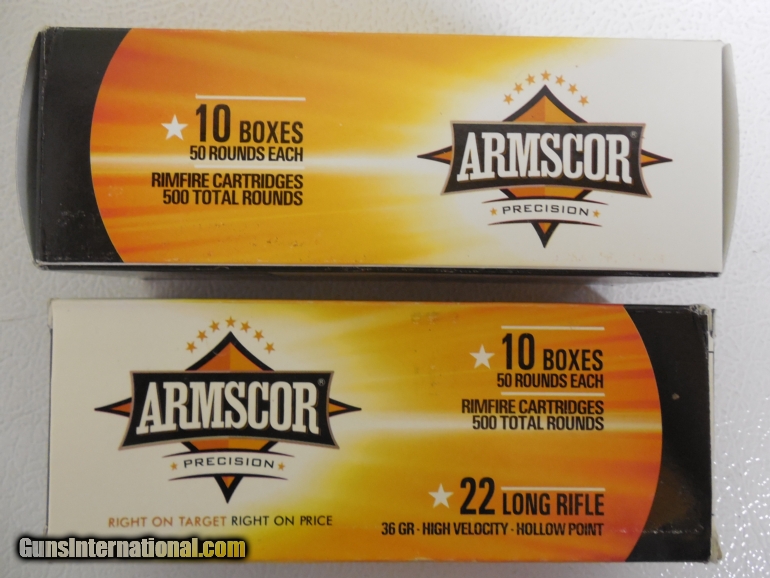 10 BOXES
50 ROUNDS EACH
RIMFIRE CARTRIDGES
500 TOTAL ROUNDS
ARMSCOR®
PRECISION
ARMSCOR®
PRECISION
RIGHT ON TARGET RIGHT ON PRICE
10 BOXES
50 ROUNDS EACH
RIMFIRE CARTRIDGES
500 TOTAL ROUNDS
22 LONG RIFLE
36 GR · HIGH VELOCITY · HOLLOW POINT
GunsInternational.com